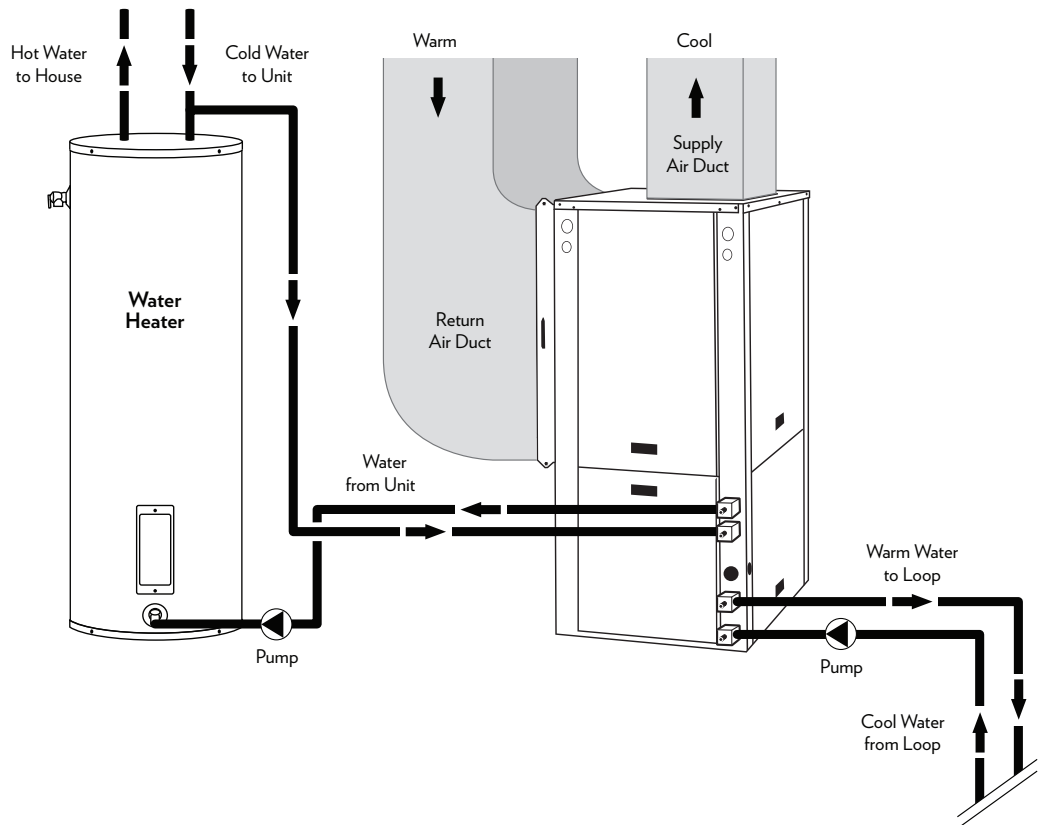 Hot Water
to House
Cold Water
to Unit
Warm
Cool
Supply
Air Duct
Water
Heater
Return
Air Duct
Water
from Unit
Warm Water
to Loop
Pump
Pump
Cool Water
from Loop